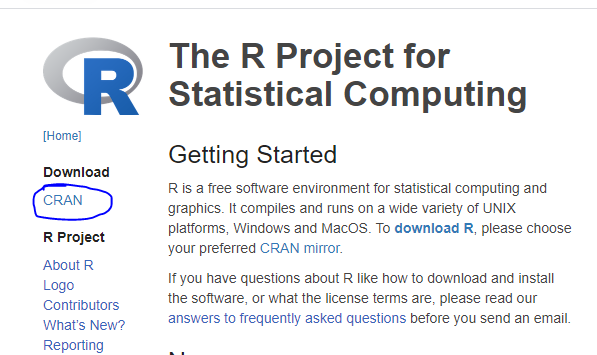 R
The R Project for
Statistical Computing
[Home]
Download
CRAN
R Project
About R
Logo
Contributors
What's New?
Reporting
Getting Started
R is a free software environment for statistical computing and
graphics. It compiles and runs on a wide variety of UNIX
platforms, Windows and MacOS. To download R, please choose
your preferred CRAN mirror.
If you have questions about R like how to download and install
the software, or what the license terms are, please read our
answers to frequently asked questions before you send an email.